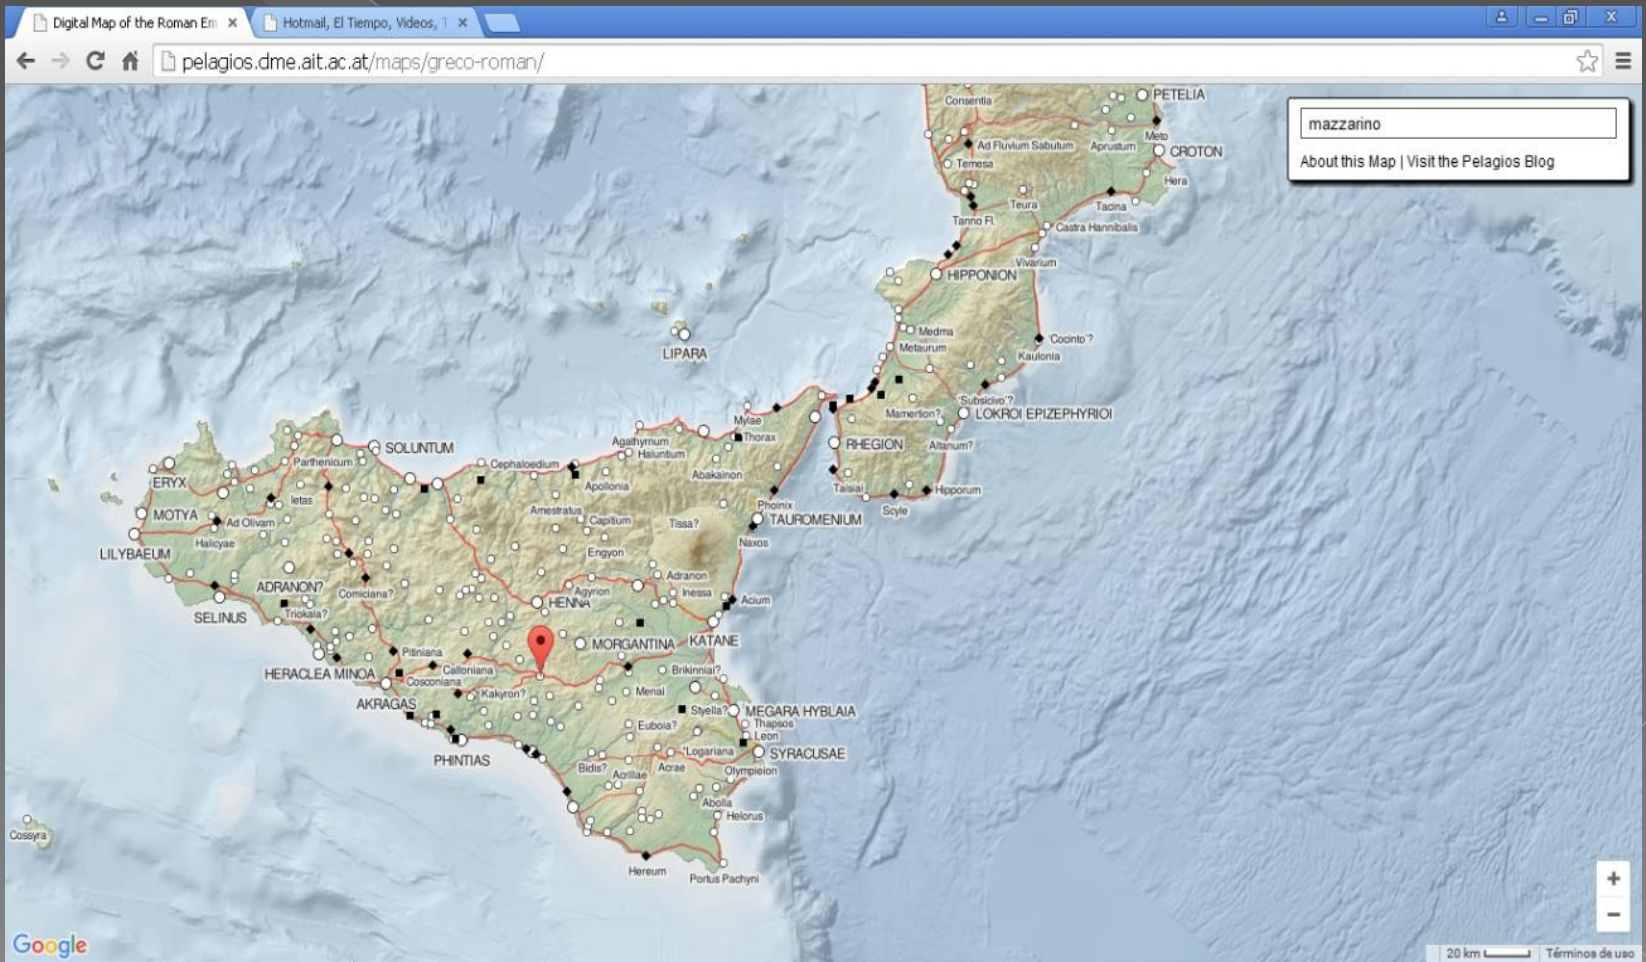 Digital Map of the Roman Em
Hotmail, El Tiempo, Videos, T
pelagios.dme.ait.ac.at/maps/greco-roman/
mazzarino
About this Map | Visit the Pelagios Blog
Consentia
PETELIA
Meto
Ad Fluvium Sabutum
Aprustum
CROTON
Temesa
Hera
Teura
Tacina
Tanno Fl.
Castra Hannibalis
Vivarium
HIPPONION
Medma
'Cocinto'?
Metaurum
Kaulonia
LIPARA
'Subsicivo'?
Mamertion?
LOKROI EPIZEPHYRIOI
Mylae
Thorax
RHEGION
Altanum?
Agathyrnum
Haluntium
SOLUNTUM
Parthenicum
Cephaloedium
Abakainon
ERYX
Apollonia
Taisiai
Hipporum
Ietas
Phoinix
Scyle
MOTYA
Ad Olivam
Amestratus
Capitium
Tissa?
TAUROMENIUM
Halicyae
Naxos
LILYBAEUM
Engyon
ADRANON?
Comiciana?
Agyrion
Adranon
Inessa
HENNA
Acium
SELINUS
Triokala?
MORGANTINA
KATANE
Pitiniana
HERACLEA MINOA
Calloniana
Brikinniai?
Cosconiana
Kakyron?
Menai
AKRAGAS
Styella?
MEGARA HYBLAIA
Euboia?
Thapsos
Leon
PHINTIAS
'Logariana
SYRACUSAE
Bidis?
Acrillae
Acrae
Olympieion
Abolla
Helorus
Cossyra
Hereum
Portus Pachyni
+
−
Google
20 km
Términos de uso